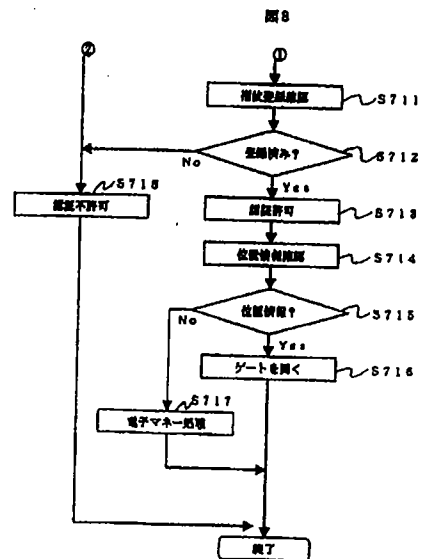 図8
② ①
指紋登録確認 S711
登録済み? S712
No
Yes
S718
認証不許可
認証許可 S713
位置情報確認 S714
位置情報? S715
No
Yes
ゲートを開く S716
S717
電子マネー処理
終了